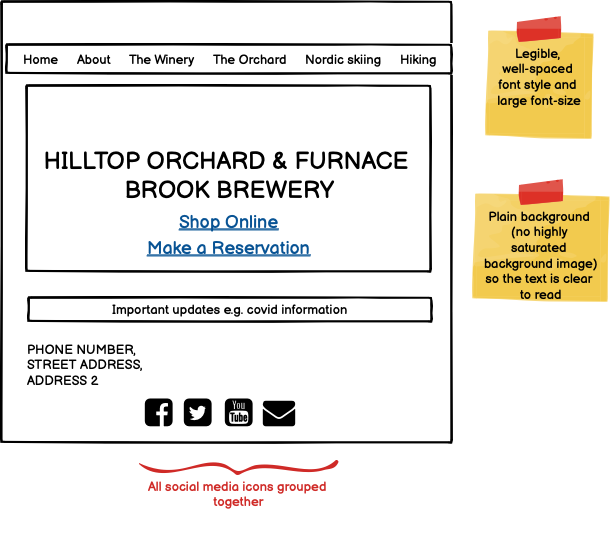 Home About The Winery The Orchard Nordic skiing Hiking
HILLTOP ORCHARD & FURNACE
BROOK BREWERY
Shop Online
Make a Reservation
Important updates e.g. covid information
PHONE NUMBER,
STREET ADDRESS,
ADDRESS 2
You
Tube
All social media icons grouped
together
Legible,
well-spaced
font style and
large font-size
Plain background
(no highly
saturated
background image)
so the text is clear
to read